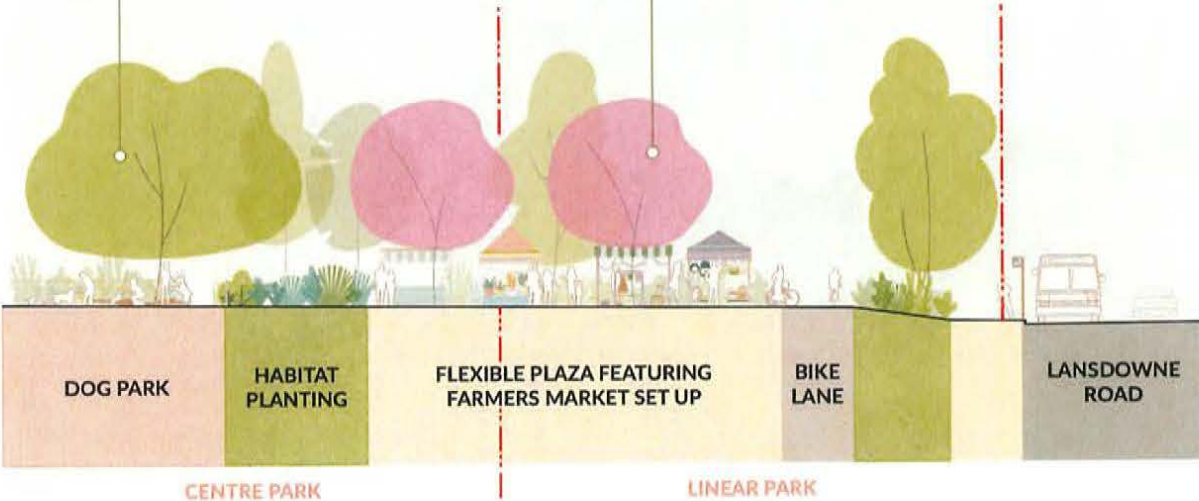 DOG PARK
HABITAT
PLANTING
FLEXIBLE PLAZA FEATURING
FARMERS MARKET SET UP
BIKE
LANE
LANSDOWNE
ROAD
CENTRE PARK
LINEAR PARK